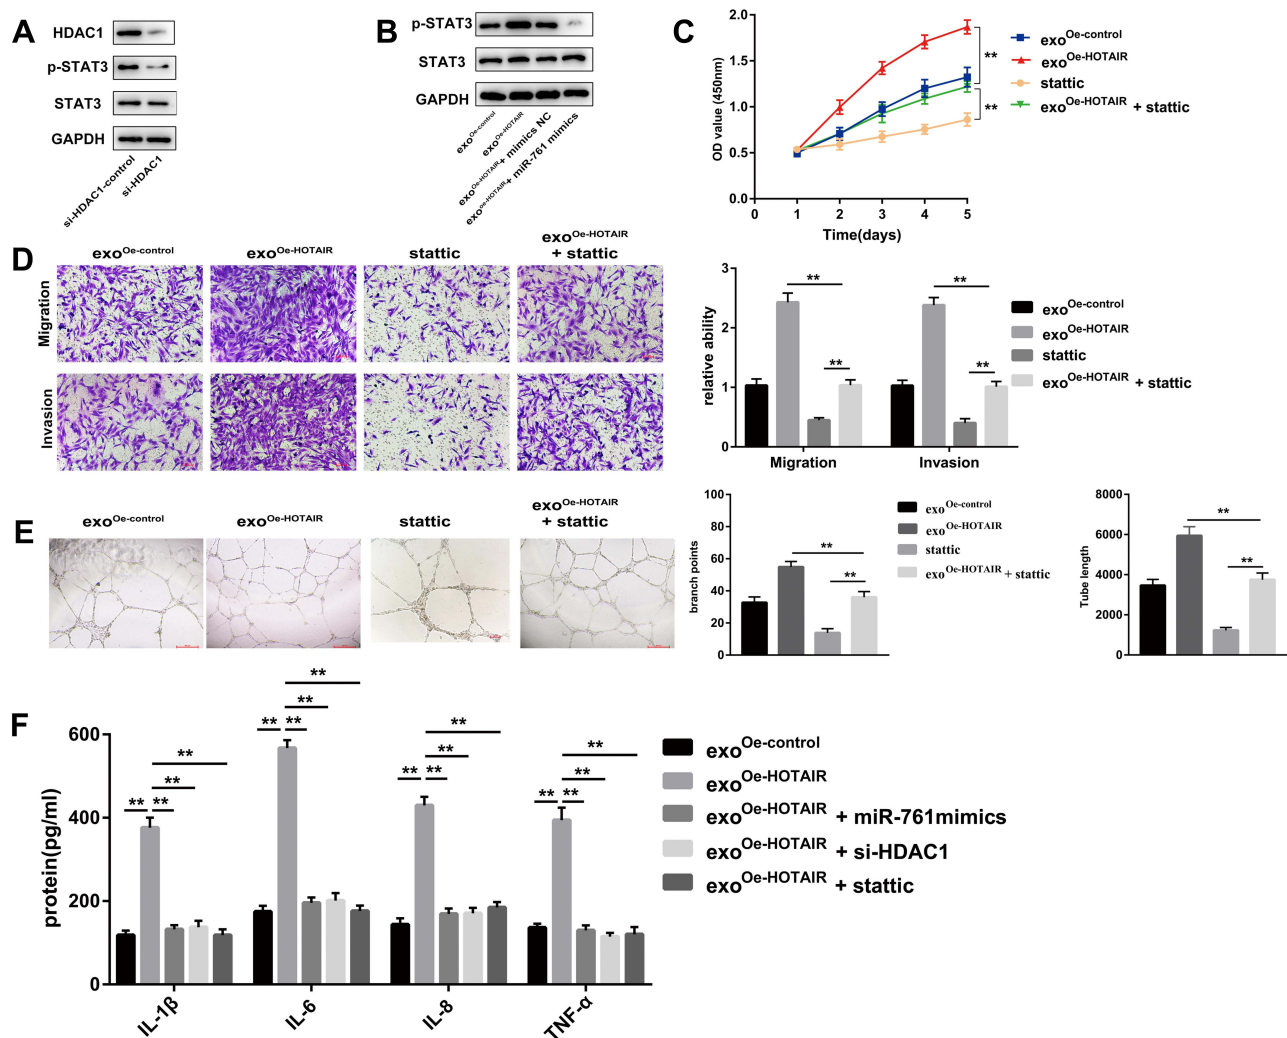 A
HDAC1
p-STAT3
STAT3
GAPDH
si-HDAC1-control
si-HDAC1
B
p-STAT3
STAT3
GAPDH
exoOe-control
exoOe-HOTAIR
exoOe-HOTAIR+ mimics NC
exooe-HOTAIR+ miR-761 mimics
C
OD value (450nm)
2.0
1.5
1.0
0.5
0.0
0
1
2
3
4
5
Time(days)
**
**
exoOe-control
exoOe-HOTAIR
stattic
exoOe-HOTAIR + stattic
D
exoOe-control
exoOe-HOTAIR
stattic
exoOe-HOTAIR
+ stattic
Migration
Invasion
relative ability
3
2
1
0
**
**
**
**
Migration
Invasion
exoOe-control
exoOe-HOTAIR
stattic
exoOe-HOTAIR + stattic
E
exoOe-control
exoOe-HOTAIR
stattic
exoOe-HOTAIR
+ stattic
branch points
100
80
60
40
20
0
**
**
exoOe-control
exoOe-HOTAIR
stattic
exoOe-HOTAIR + stattic
Tube length
8000
6000
4000
2000
0
**
**
F
protein(pg/ml)
600
400
200
0
** ** ** **
** ** ** **
** ** ** **
** ** ** **
IL-1β
IL-6
IL-8
TNF-α
exoOe-control
exoOe-HOTAIR
exoOe-HOTAIR + miR-761mimics
exoOe-HOTAIR + si-HDAC1
exoOe-HOTAIR + stattic